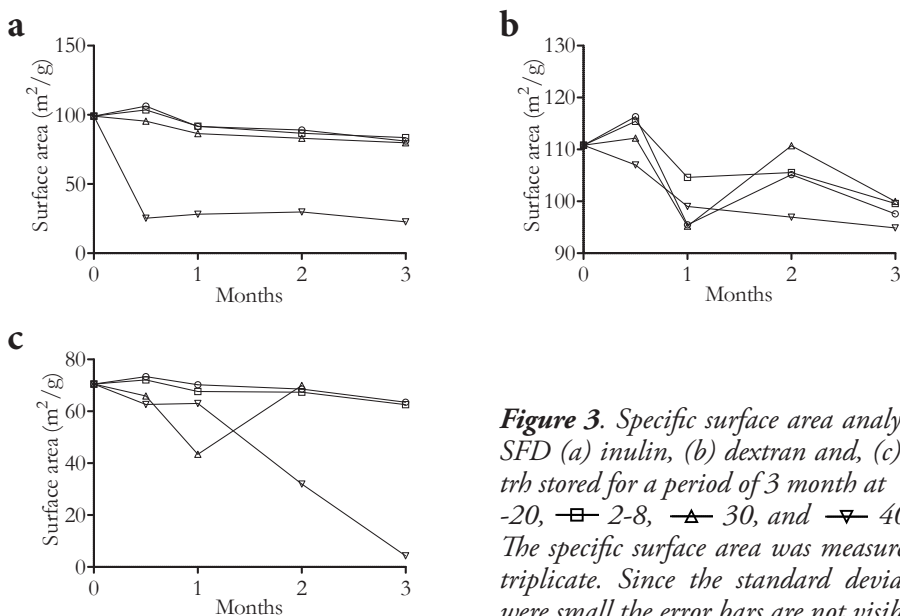 a
150
100
50
0
Surface area (m²/g)
0 1 2 3
Months
b
130
120
110
100
90
Surface area (m²/g)
0 1 2 3
Months
c
80
60
40
20
0
Surface area (m²/g)
0 1 2 3
Months
Figure 3. Specific surface area analy
SFD (a) inulin, (b) dextran and, (c)
trh stored for a period of 3 month at
-20, 2-8, 30, and 40
The specific surface area was measure
triplicate. Since the standard devia
were small the error bars are not visib